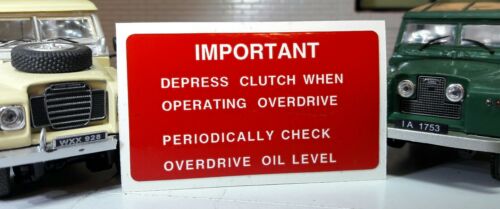 IMPORTANT
DEPRESS CLUTCH WHEN
OPERATING OVERDRIVE
PERIODICALLY CHECK
OVERDRIVE OIL LEVEL
WXX 928
IA 1753